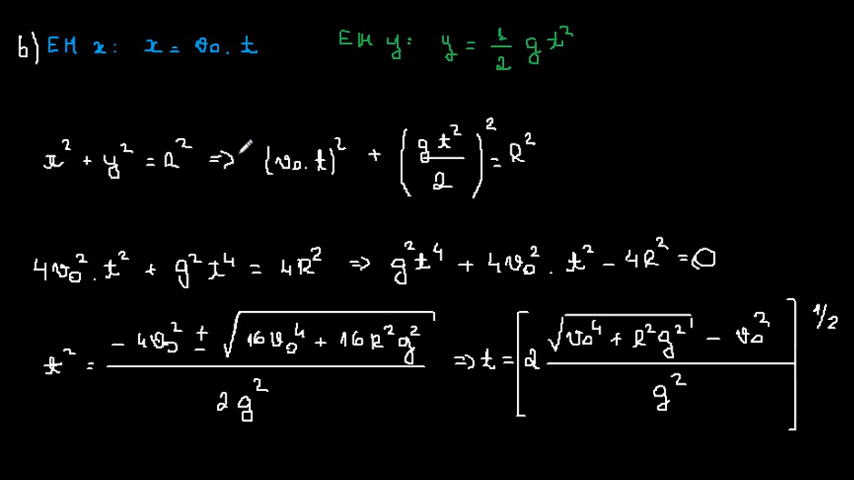 b) EM x: x = v₀ . t EM y: y = 1/2 g t²
x² + y² = R² => (v₀ . t)² + (g t²/2)² = R²
4v₀² . t² + g² t⁴ = 4R² => g² t⁴ + 4v₀² . t² - 4R² = 0
t² = (-4v₀² ± √(16v₀⁴ + 16R²g²))/(2g²) => t = [2 (√(v₀⁴ + R²g²) - v₀²)/g²]^(1/2)